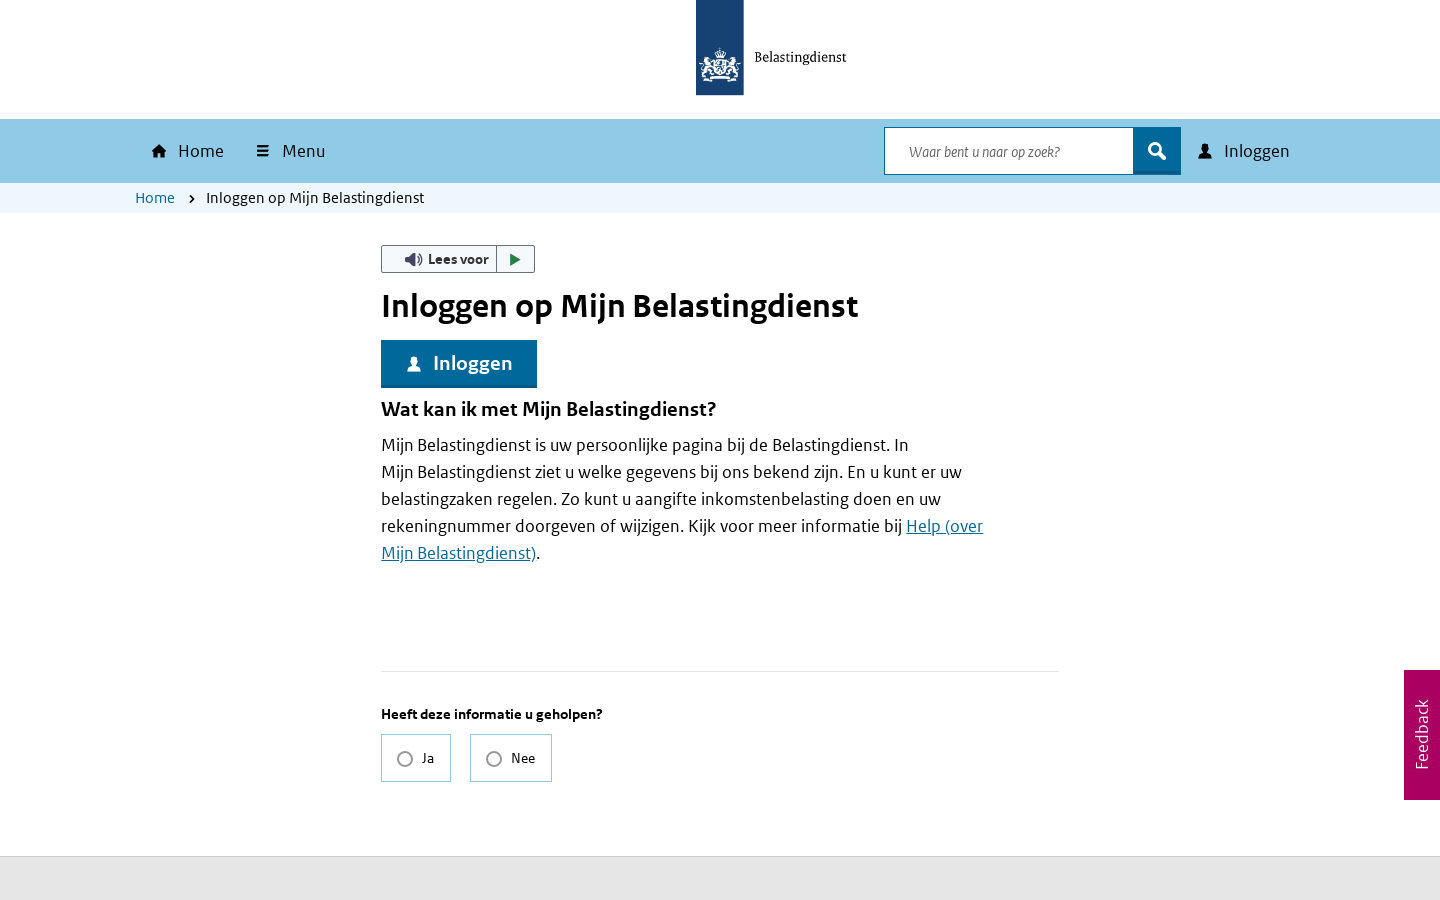 Belastingdienst
Home
Menu
Waar bent u naar op zoek?
Inloggen
Home
Inloggen op Mijn Belastingdienst
Lees voor
Inloggen op Mijn Belastingdienst
Inloggen
Wat kan ik met Mijn Belastingdienst?
Mijn Belastingdienst is uw persoonlijke pagina bij de Belastingdienst. In
Mijn Belastingdienst ziet u welke gegevens bij ons bekend zijn. En u kunt er uw
belastingzaken regelen. Zo kunt u aangifte inkomstenbelasting doen en uw
rekeningnummer doorgeven of wijzigen. Kijk voor meer informatie bij Help (over
Mijn Belastingdienst).
Heeft deze informatie u geholpen?
Ja
Nee
Feedback